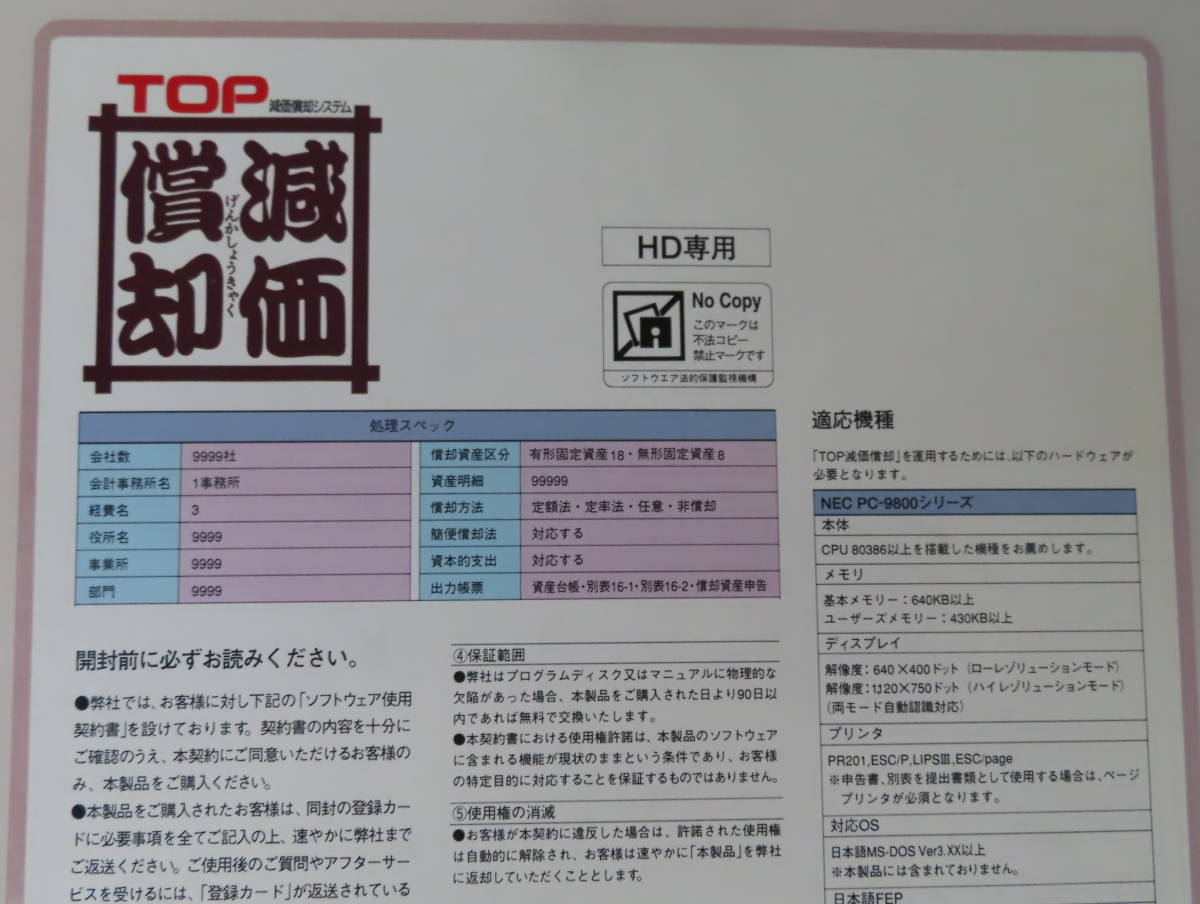 TOP
減価償却システム
減価
償却
げんかしょうきゃく
HD専用
No Copy
このマークは
不法コピー
禁止マークです
ソフトウエア法的保護監視機構
処理スペック
会社数 9999社
会計事務所名 1事務所
経費名 3
役所名 9999
事業所 9999
部門 9999
償却資産区分 有形固定資産18・無形固定資産8
資産明細 99999
償却方法 定額法・定率法・任意・非償却
簡便償却法 対応する
資本的支出 対応する
出力帳票 資産台帳・別表16-1・別表16-2・償却資産申告
開封前に必ずお読みください。
●弊社では、お客様に対し下記の「ソフトウェア使用
契約書」を設けております。契約書の内容を十分に
ご確認のうえ、本契約にご同意いただけるお客様の
み、本製品をご購入ください。
●本製品をご購入されたお客様は、同封の登録カー
ドに必要事項を全てご記入の上、速やかに弊社まで
ご返送ください。ご使用後のご質問やアフターサー
ビスを受けるには、「登録カード」が返送されている
④保証範囲
●弊社はプログラムディスク又はマニュアルに物理的な
欠陥があった場合、本製品をご購入された日より90日以
内であれば無料で交換いたします。
●本契約書における使用権許諾は、本製品のソフトウェア
に含まれる機能が現状のままという条件であり、お客様
の特定目的に対応することを保証するものではありません。
⑤使用権の消滅
●お客様が本契約に違反した場合は、許諾された使用権
は自動的に解除され、お客様は速やかに「本製品」を弊社
に返却していただくこととします。
適応機種
「TOP減価償却」を運用するためには、以下のハードウェアが
必要となります。
NEC PC-9800シリーズ
本体
CPU 80386以上を搭載した機種をお薦めします。
メモリ
基本メモリー：640KB以上
ユーザーズメモリー：430KB以上
ディスプレイ
解像度：640×400ドット（ローレゾリューションモード）
解像度：1,120×750ドット（ハイレゾリューションモード）
（両モード自動認識対応）
プリンタ
PR201,ESC/P,LIPSⅢ,ESC/page
※申告書、別表を提出書類として使用する場合は、ページ
プリンタが必須となります。
対応OS
日本語MS-DOS Ver3.XX以上
※本製品には含まれておりません。
日本語FEP